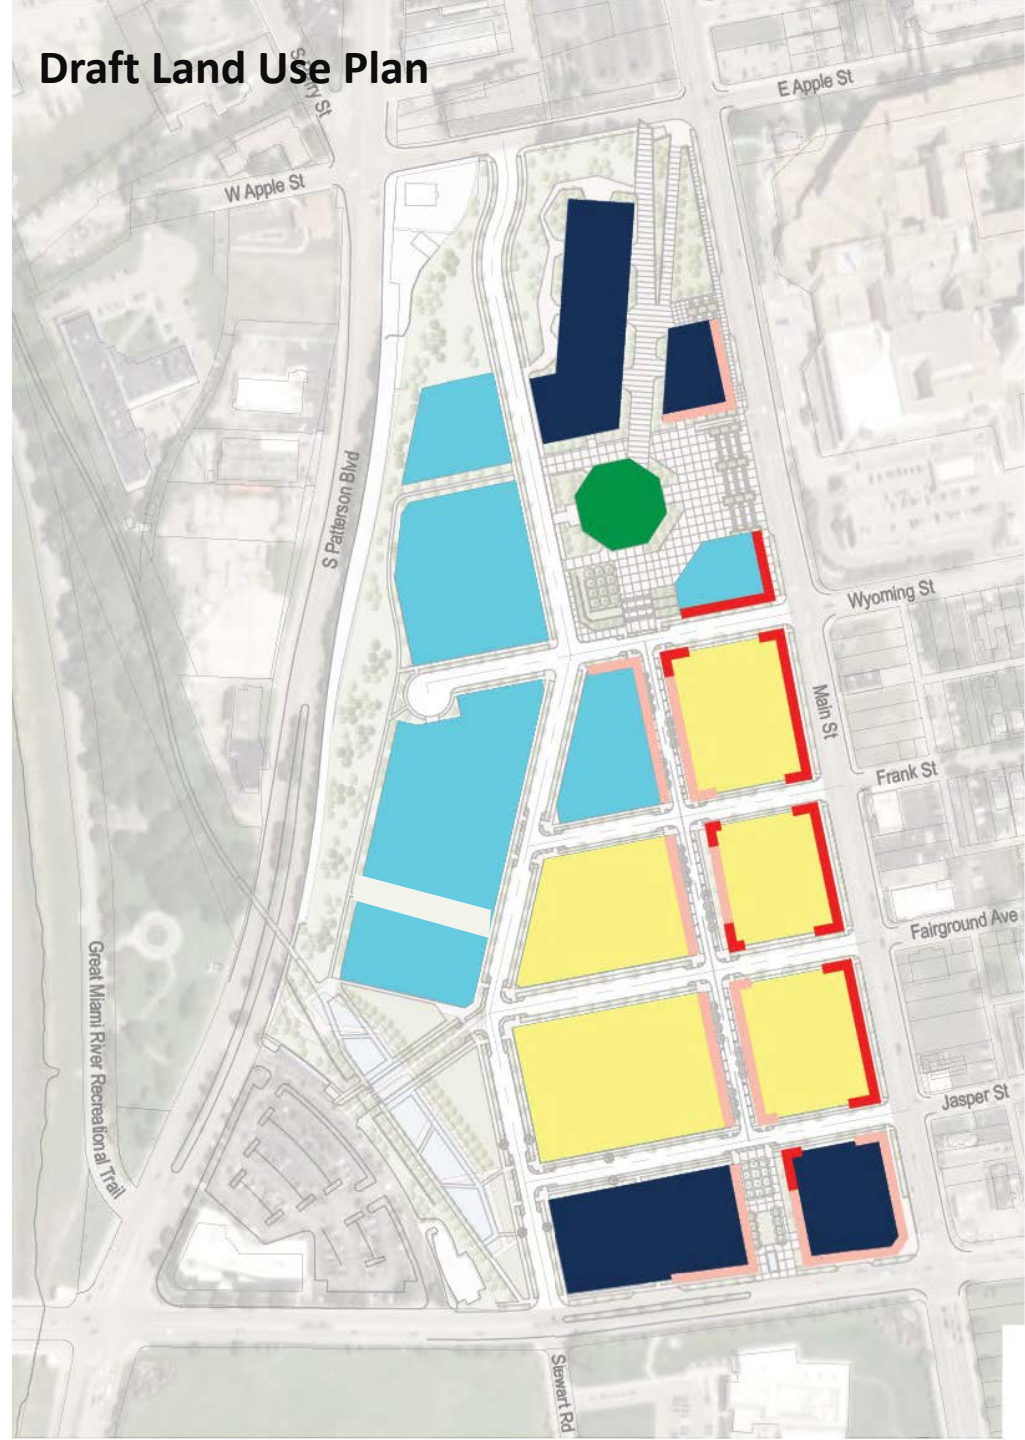 Draft Land Use Plan
E Apple St
W Apple St
S Patterson Blvd
Wyoming St
Main St
Frank St
Fairground Ave
Great Miami River Recreational Trail
Jasper St
Stewart Rd